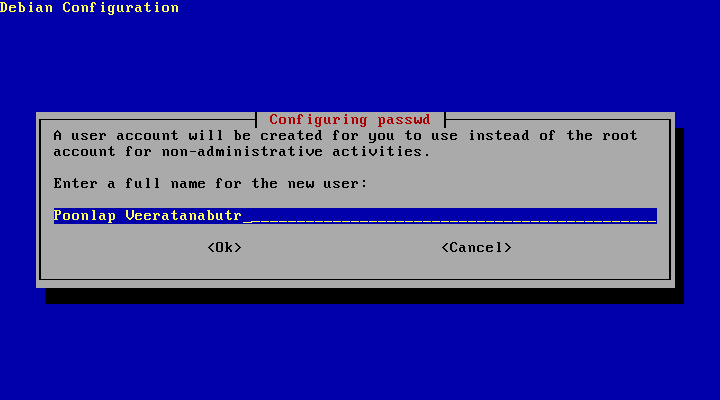 Debian Configuration
Configuring passwd
A user account will be created for you to use instead of the root
account for non-administrative activities.
Enter a full name for the new user:
Poonlap Veeratanabutr_
<Ok> <Cancel>